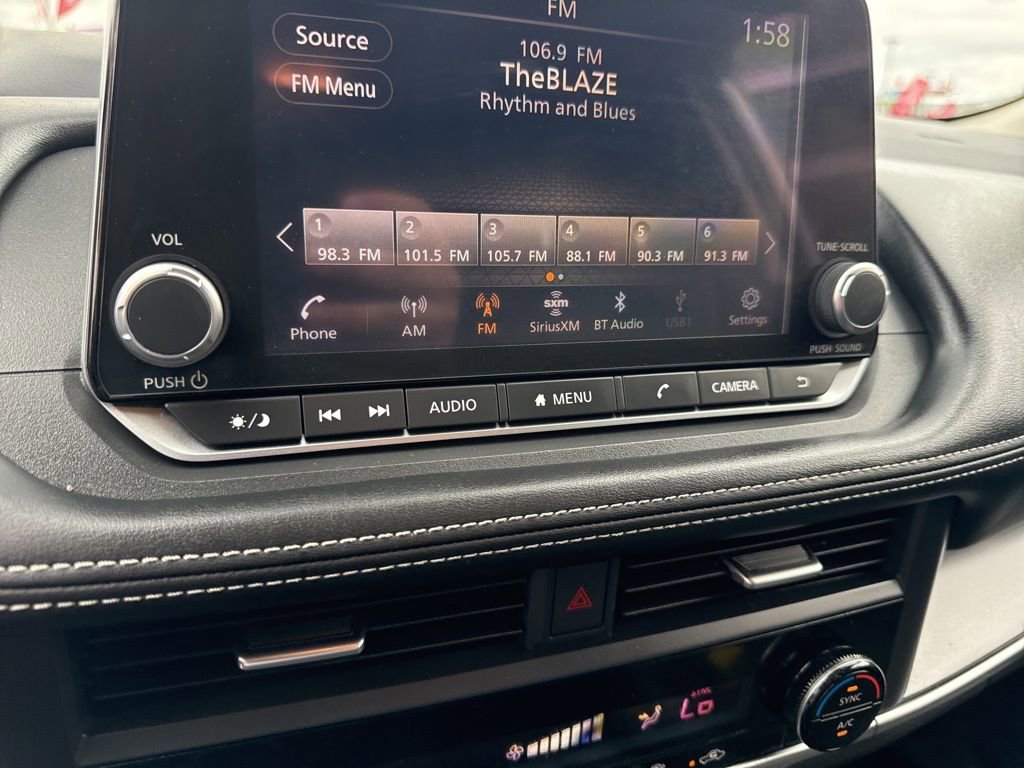 FM
1:58
Source
FM Menu
106.9 FM
TheBLAZE
Rhythm and Blues
1
98.3 FM
2
101.5 FM
3
105.7 FM
4
88.1 FM
5
90.3 FM
6
91.3 FM
Phone
AM
FM
sxm
SiriusXM
BT Audio
USB1
Settings
VOL
PUSH
TUNE·SCROLL
PUSH SOUND
AUDIO
MENU
CAMERA
SYNC
Lo
SYNC
A/C